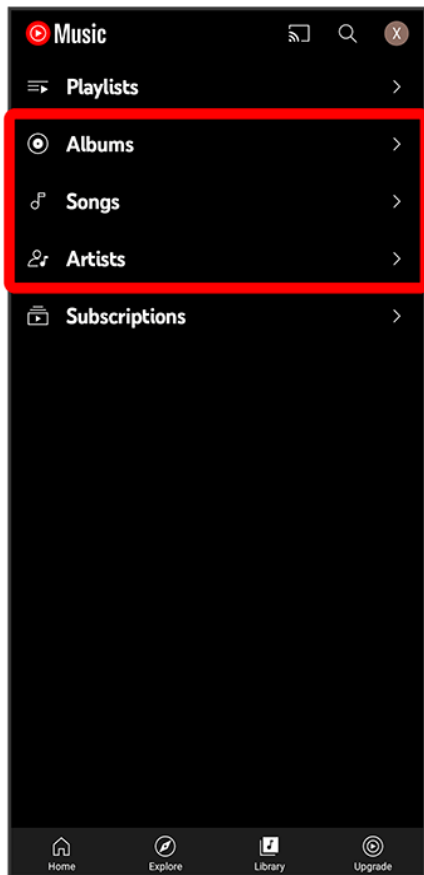 Music
X
Playlists
Albums
Songs
Artists
Subscriptions
Home Explore Library Upgrade